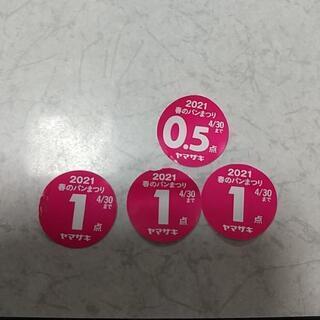 2021
春のパンまつり
4/30
まで
0.5点
ヤマザキ
2021
春のパンまつり
4/30
まで
1点
ヤマザキ
2021
春のパンまつり
4/30
まで
1点
ヤマザキ
2021
春のパンまつり
4/30
まで
1点
ヤマザキ